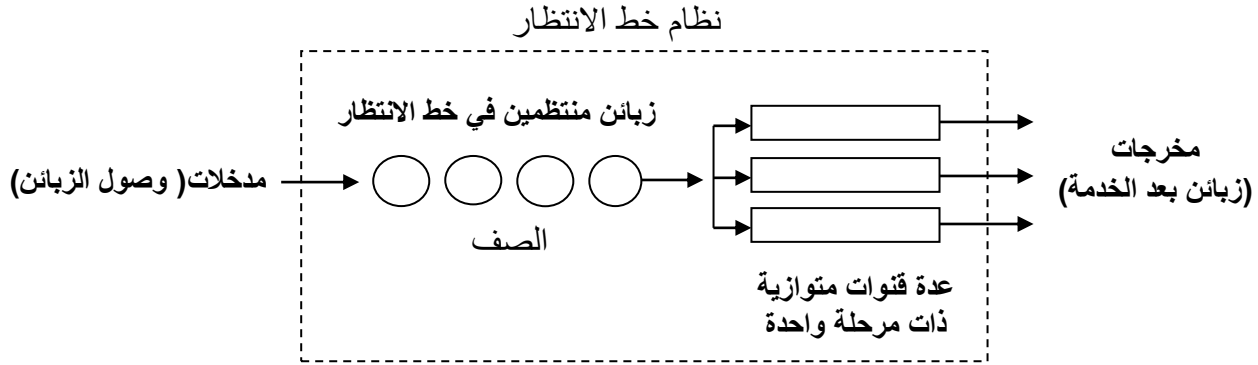 نظام خط الانتظار
زبائن منتظمين في خط الانتظار
مدخلات( وصول الزبائن)
الصف
عدة قنوات متوازية
ذات مرحلة واحدة
مخرجات
(زبائن بعد الخدمة)